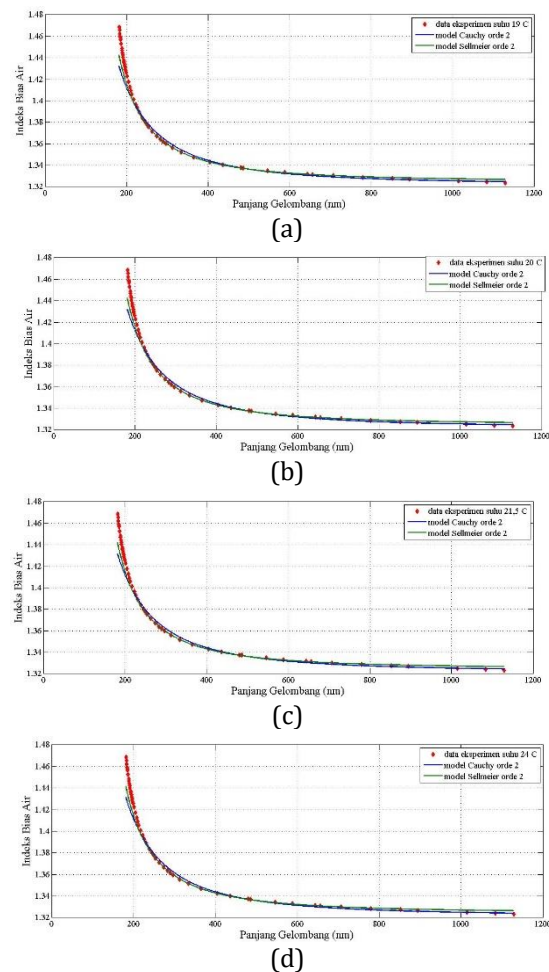 1.48
data eksperimen suhu 19 C
model Cauchy orde 2
model Sellmeier orde 2
1.46
1.44
1.42
1.4
1.38
1.36
1.34
1.32
Indeks Bias Air
0 200 400 600 800 1000 1200
Panjang Gelombang (nm)
(a)
1.48
data eksperimen suhu 20 C
model Cauchy orde 2
model Sellmeier orde 2
1.46
1.44
1.42
1.4
1.38
1.36
1.34
1.32
Indeks Bias Air
0 200 400 600 800 1000 1200
Panjang Gelombang (nm)
(b)
1.48
data eksperimen suhu 21,5 C
model Cauchy orde 2
model Sellmeier orde 2
1.46
1.44
1.42
1.4
1.38
1.36
1.34
1.32
Indeks Bias Air
0 200 400 600 800 1000 1200
Panjang Gelombang (nm)
(c)
1.48
data eksperimen suhu 24 C
model Cauchy orde 2
model Sellmeier orde 2
1.46
1.44
1.42
1.4
1.38
1.36
1.34
1.32
Indeks Bias Air
0 200 400 600 800 1000 1200
Panjang Gelombang (nm)
(d)